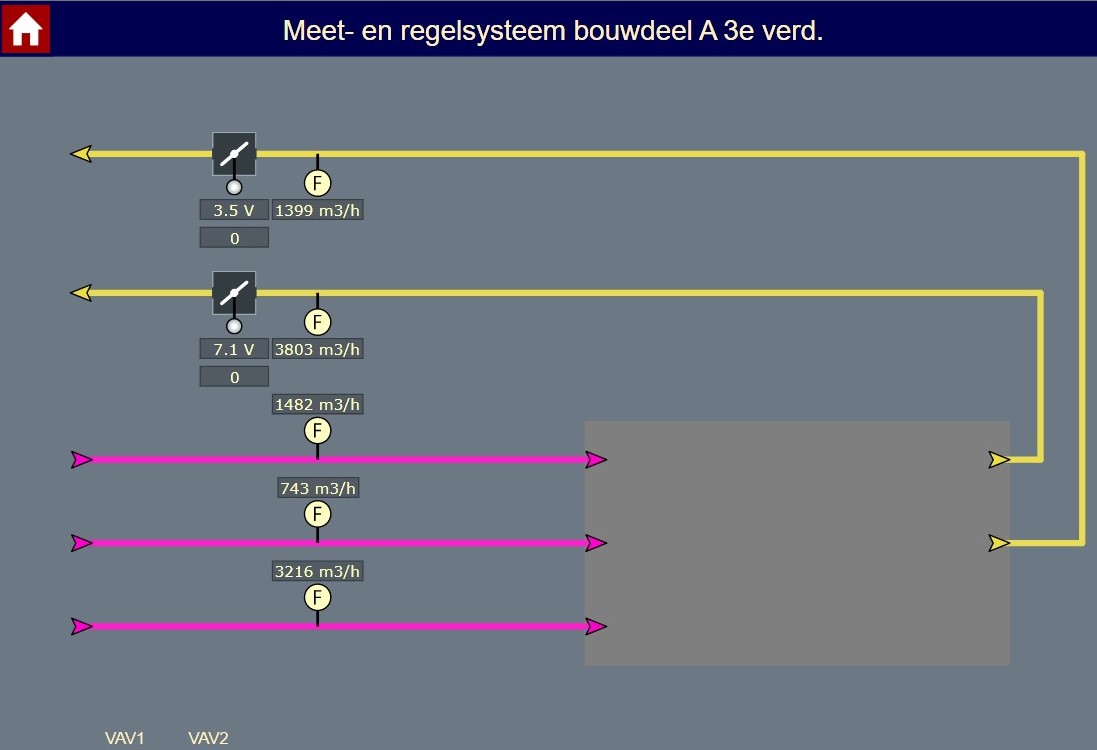 Meet- en regelsysteem bouwdeel A 3e verd.
F
3.5 V 1399 m3/h
0
F
7.1 V 3803 m3/h
0
1482 m3/h
F
743 m3/h
F
3216 m3/h
F
VAV1 VAV2